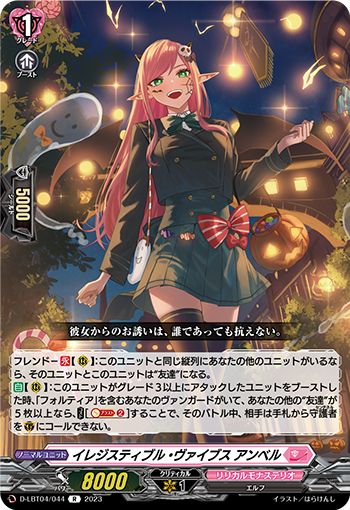 1
グレード
ブースト
5000
シールド
彼女からのお誘いは、誰であっても抗えない。
フレンド－永【(R)】：このユニットと同じ縦列にあなたの他のユニットがいるなら、そのユニットとこのユニットは“友達”になる。
自【(R)】：このユニットがグレード３以上にアタックしたユニットをブーストした時、「フォルティア」を含むあなたのヴァンガードがいて、あなたの“友達”が５枚以上なら、【ブラスト2】することで、そのバトル中、相手は手札から守護者を(G)にコールできない。
ノーマルユニット
イレジスティブル・ヴァイブス アンベル
パワー
8000
クリティカル
1
リリカルモナステリオ
エルフ
D-LBT04/044 R 2023
イラスト／はらけんし